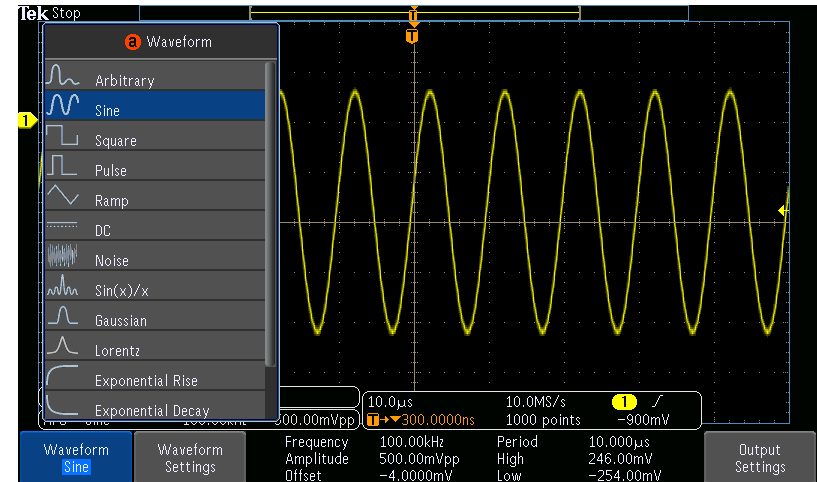 Tek Stop
T
T
a Waveform
Arbitrary
Sine
1
Square
Pulse
Ramp
DC
Noise
Sin(x)/x
Gaussian
Lorentz
Exponential Rise
Exponential Decay
10.0µs 10.0MS/s 1
500.00mVpp T→▼300.0000ns 1000 points −900mV
Waveform
Sine
Waveform
Settings
Frequency 100.00kHz Period 10.000µs
Amplitude 500.00mVpp High 246.00mV
Offset −4.0000mV Low −254.00mV
Output
Settings